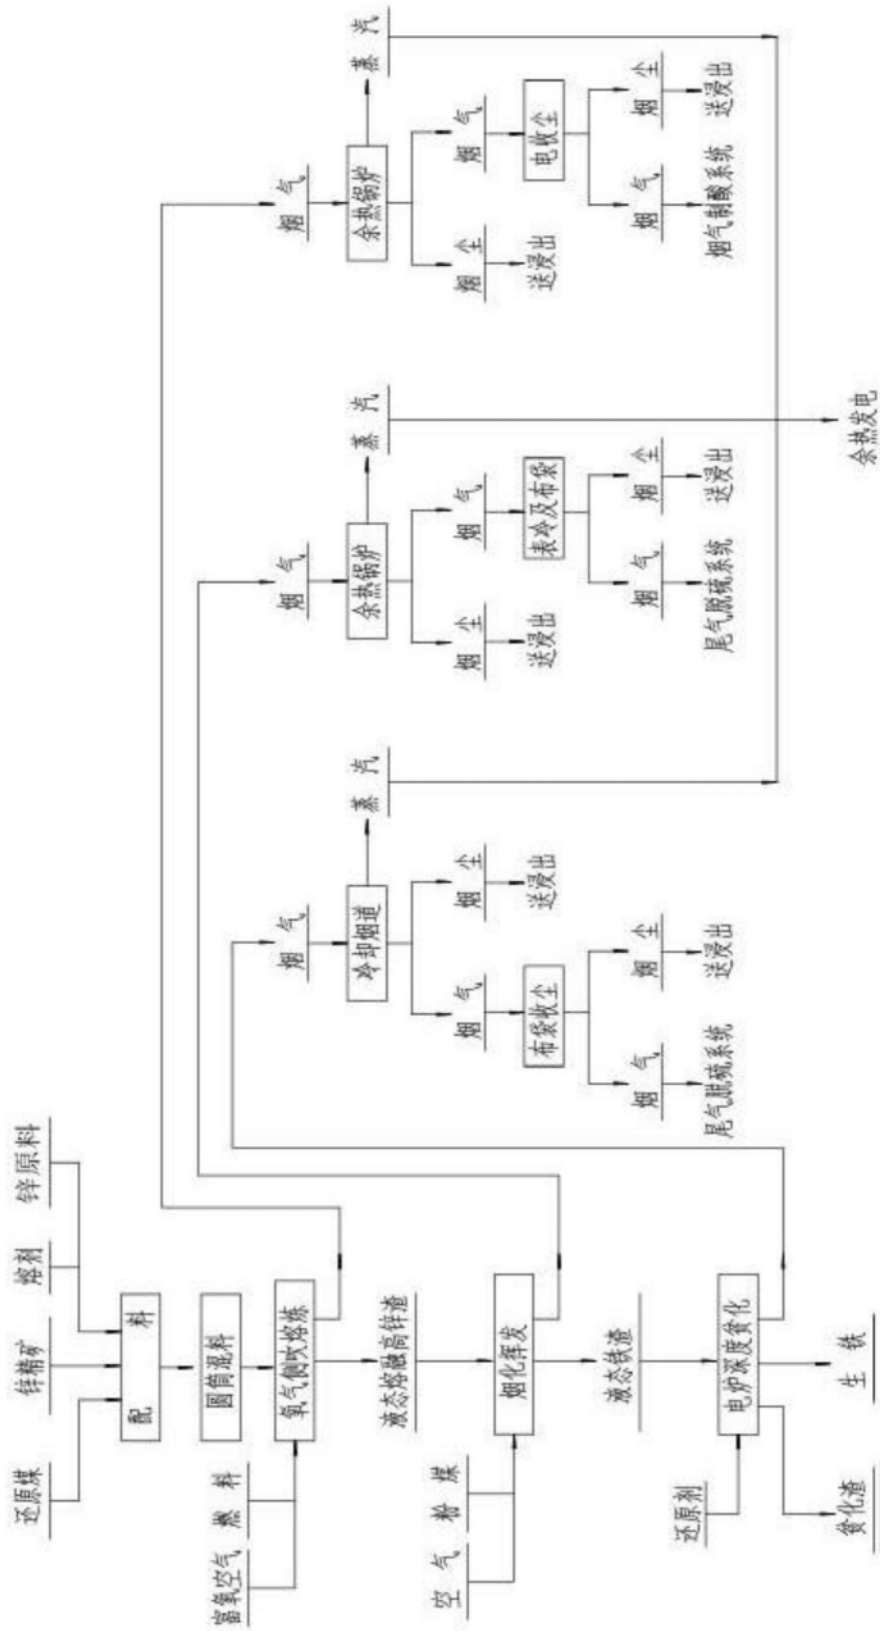 还原煤
锌精矿
熔剂
锌原料
配料
圆筒混料
富氧空气
燃料
氧气侧吹熔炼
烟气
烟气
烟气
冷却烟道
蒸汽
余热锅炉
蒸汽
余热锅炉
蒸汽
液态熔融高锌渣
空气
粉煤
烟气
烟尘
烟尘
烟气
烟尘
烟气
烟化挥发
布袋收尘
送浸出
送浸出
表冷及布袋
送浸出
电收尘
液态铁渣
烟气
烟尘
烟气
烟尘
烟气
烟尘
还原剂
电炉深度贫化
尾气脱硫系统
送浸出
尾气脱硫系统
送浸出
烟气制酸系统
送浸出
贫化渣
生铁
余热发电